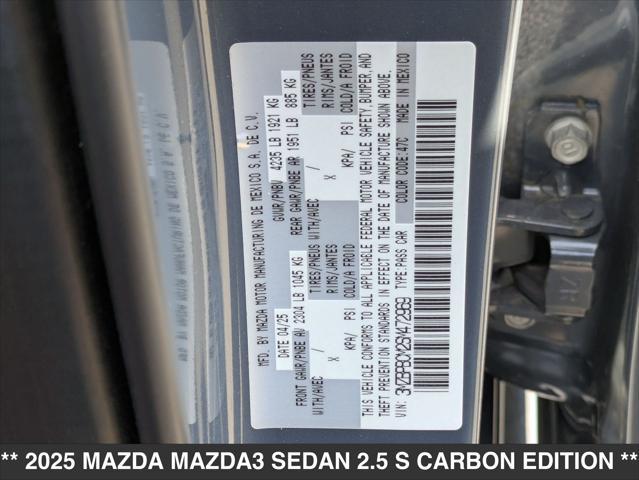 MFD. BY MAZDA MOTOR MANUFACTURING DE MEXICO S.A. DE C.V.
DATE 04/25 GVWR/PNBV 4235 LB 1921 KG
FRONT GAWR/PNBE AV 2304 LB 1045 KG REAR GAWR/PNBE AR 1951 LB 885 KG
WITH/AVEC TIRES/PNEUS WITH/AVEC TIRES/PNEUS
X RIMS/JANTES X / RIMS/JANTES
KPA/ PSI COLD/A FROID KPA/ PSI COLD/A FROID
THIS VEHICLE CONFORMS TO ALL APPLICABLE FEDERAL MOTOR VEHICLE SAFETY, BUMPER, AND
THEFT PREVENTION STANDARDS IN EFFECT ON THE DATE OF MANUFACTURE SHOWN ABOVE.
VIN: TYPE:PASS CAR COLOR CODE:47C MADE IN MEXICO
** 2025 MAZDA MAZDA3 SEDAN 2.5 S CARBON EDITION **